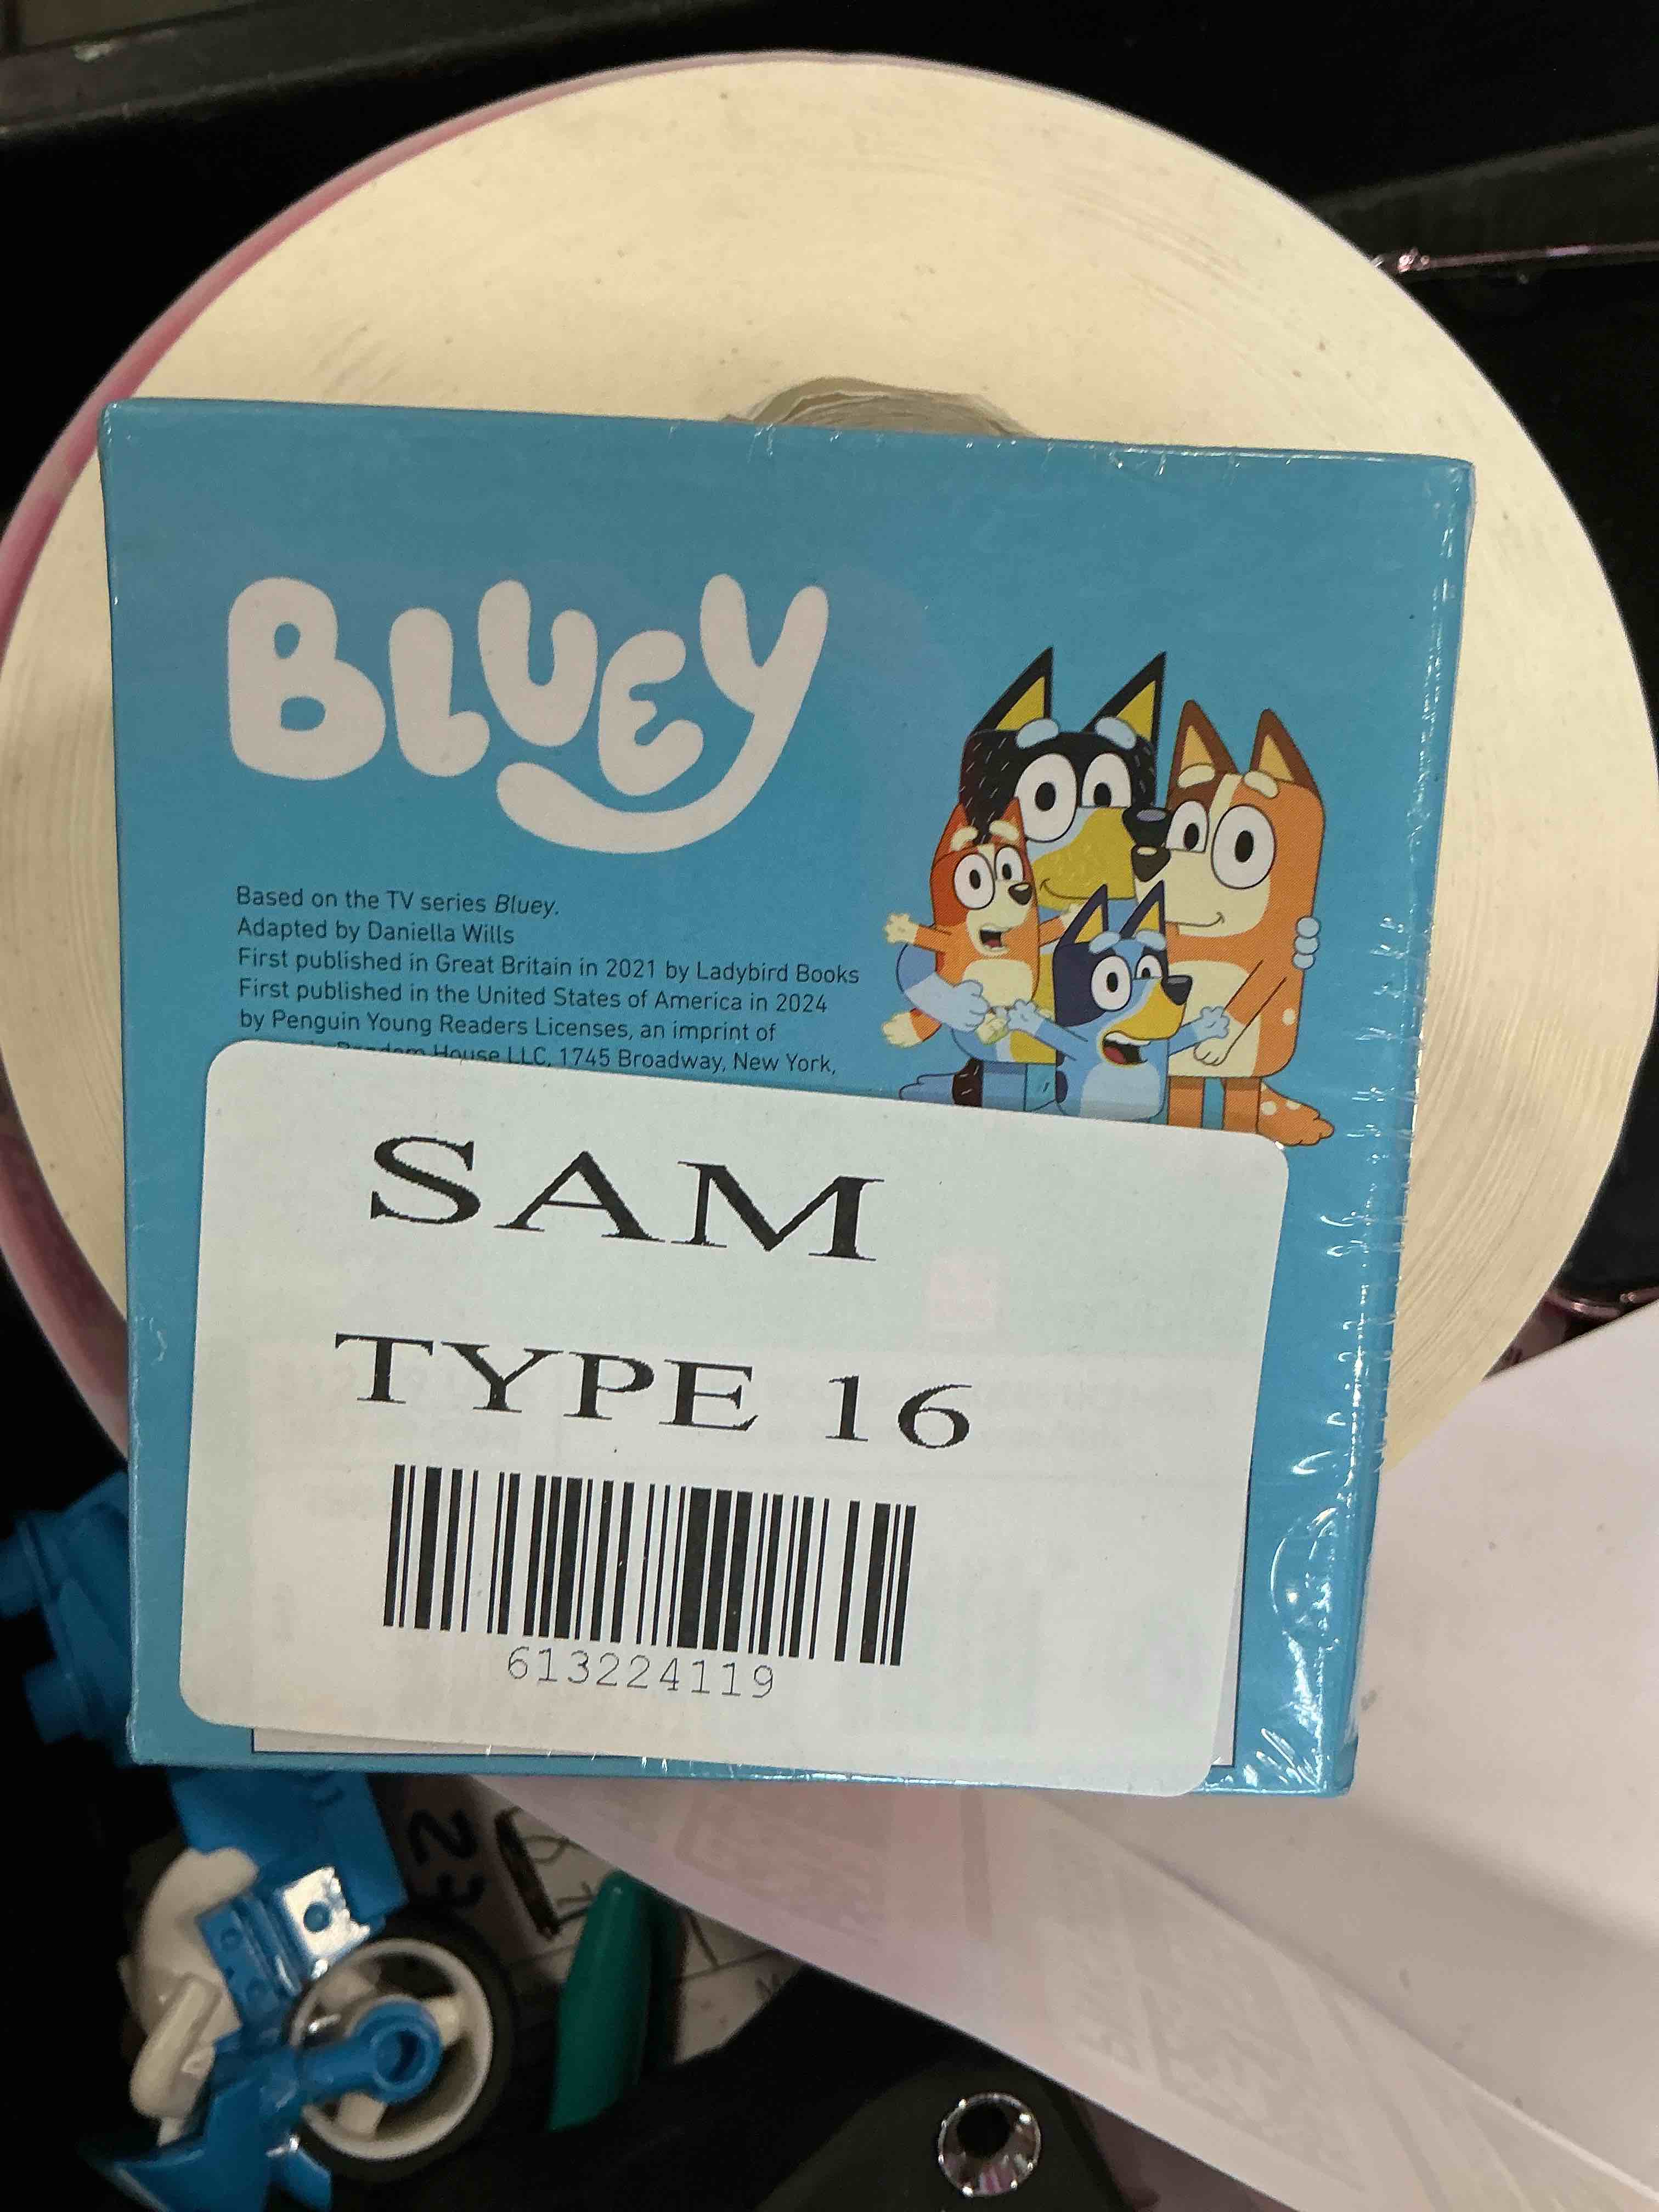 BLUEY
Based on the TV series Bluey.
Adapted by Daniella Wills
First published in Great Britain in 2021 by Ladybird Books
First published in the United States of America in 2024
by Penguin Young Readers Licenses, an imprint of
House LLC, 1745 Broadway, New York,
SAM
TYPE 16
613224119